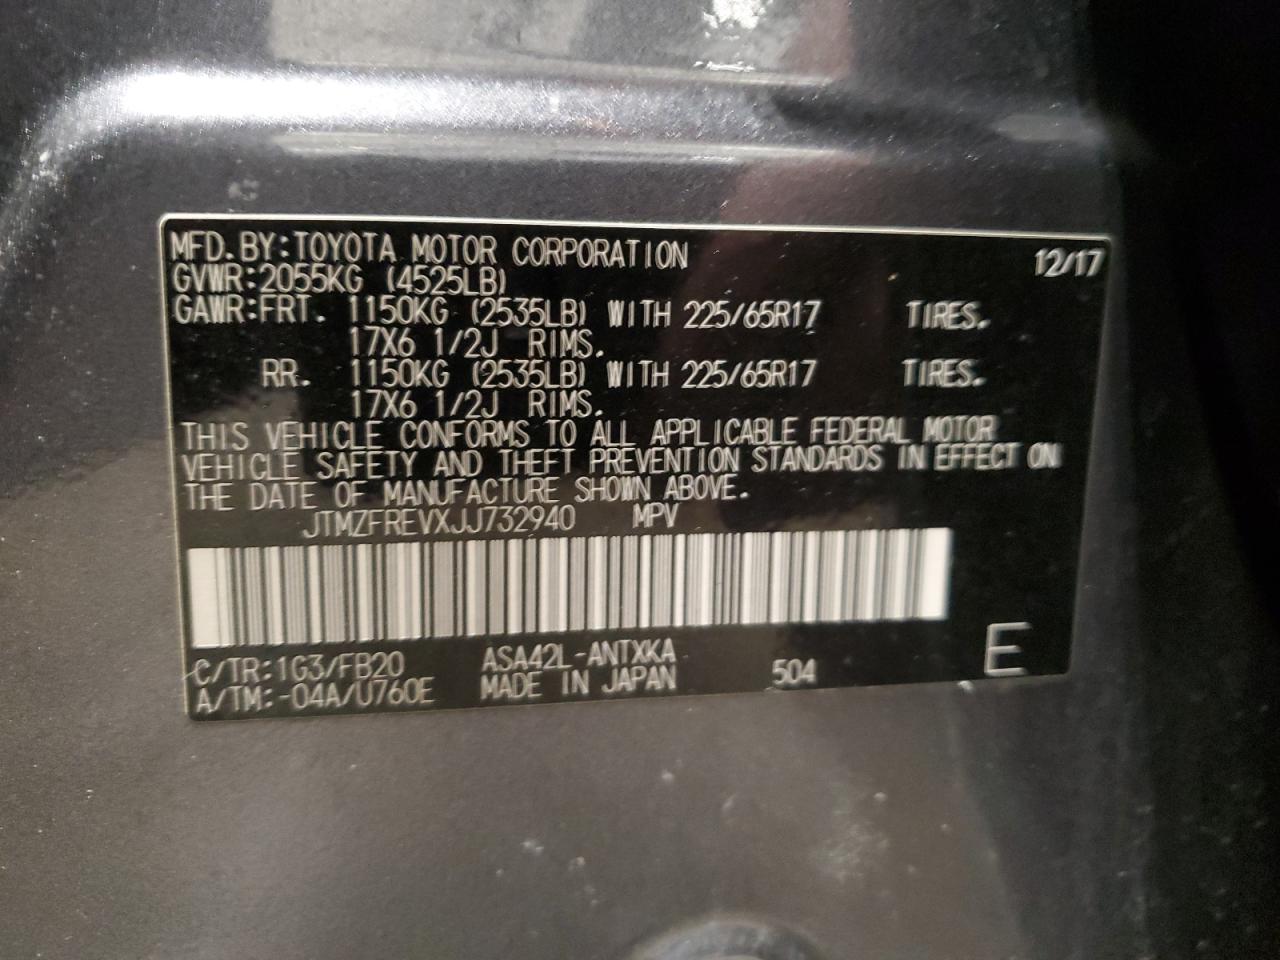 MFD.BY:TOYOTA MOTOR CORPORATION 12/17
GVWR:2055KG (4525LB)
GAWR:FRT. 1150KG (2535LB) WITH 225/65R17 TIRES.
17X6 1/2J RIMS.
RR. 1150KG (2535LB) WITH 225/65R17 TIRES.
17X6 1/2J RIMS.
THIS VEHICLE CONFORMS TO ALL APPLICABLE FEDERAL MOTOR
VEHICLE SAFETY AND THEFT PREVENTION STANDARDS IN EFFECT ON
THE DATE OF MANUFACTURE SHOWN ABOVE.
JTMZFREVXJJ732940 MPV
C/TR:1G3/FB20 ASA42L-ANTXKA
A/TM:-04A/U760E MADE IN JAPAN 504 E